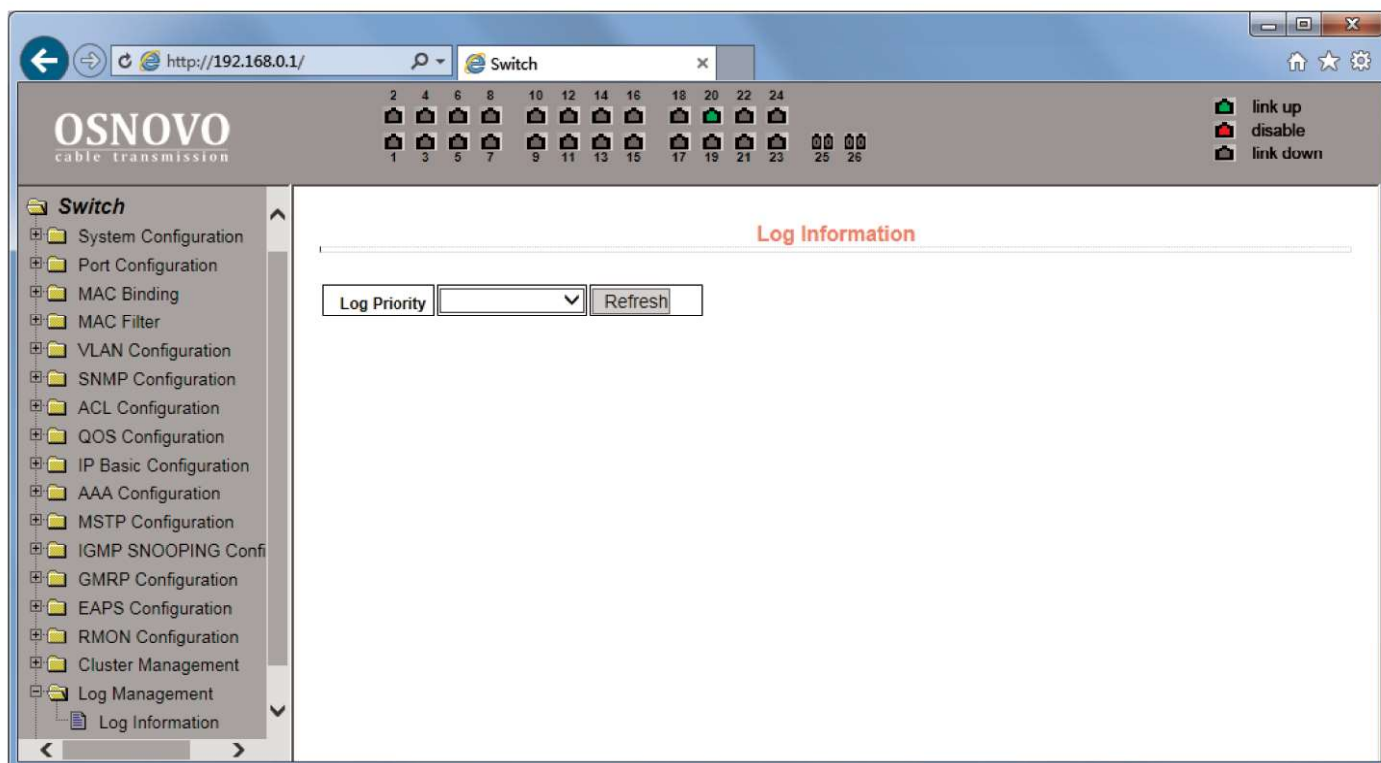 http://192.168.0.1/
Switch
OSNOVO
cable transmission
2 4 6 8 10 12 14 16 18 20 22 24
1 3 5 7 9 11 13 15 17 19 21 23 25 26
link up
disable
link down
Switch
System Configuration
Port Configuration
MAC Binding
MAC Filter
VLAN Configuration
SNMP Configuration
ACL Configuration
QOS Configuration
IP Basic Configuration
AAA Configuration
MSTP Configuration
IGMP SNOOPING Confi
GMRP Configuration
EAPS Configuration
RMON Configuration
Cluster Management
Log Management
Log Information
Log Information
Log Priority Refresh